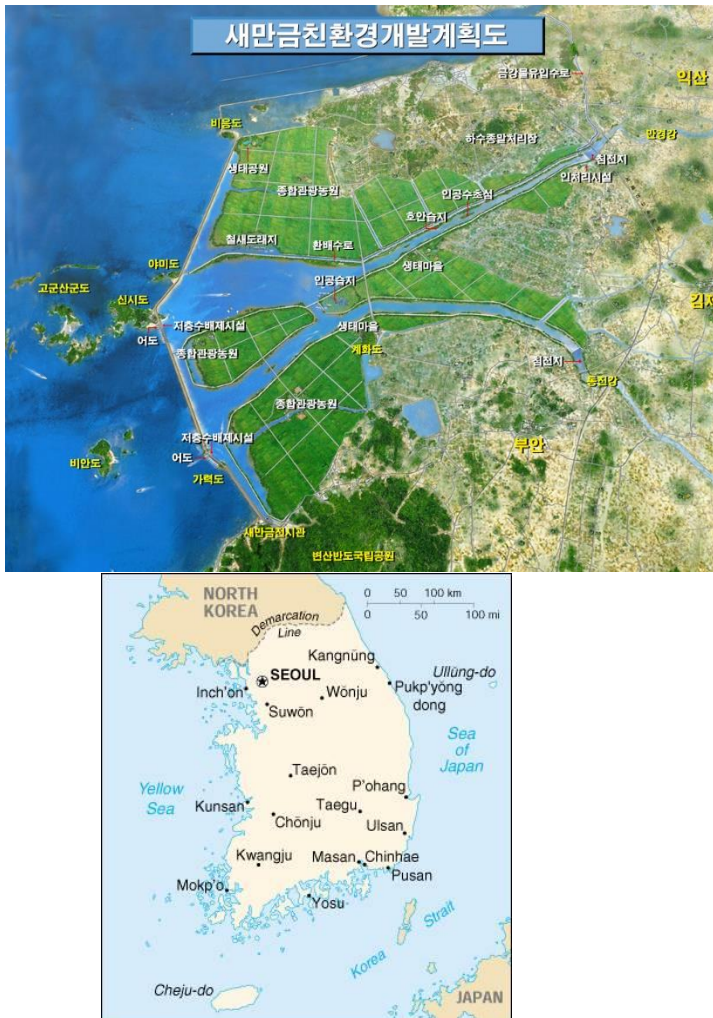 새만금친환경개발계획도
금강물유입수로
익산
비응도
만경강
하수종말처리장
침전지
생태공원
인처리시설
종합관광농원
인공수초섬
호안습지
철새도래지
환배수로
야미도
생태마을
고군산군도
인공습지
신시도
김제
저층수배제시설
생태마을
어도
종합관광농원
계화도
침전지
동진강
종합관광농원
저층수배제시설
부안
어도
비안도
가력도
새만금전시관
변산반도국립공원
NORTH
KOREA
0 50 100 km
0 50 100 mi
Demarcation
Line
Kangnŭng
SEOUL
Ullŭng-do
Inch'on
Wŏnju
Pukp'yŏng
dong
Suwŏn
Sea
of
Japan
Taejŏn
Yellow
Sea
P'ohang
Kunsan
Taegu
Chŏnju
Ulsan
Kwangju
Masan
Chinhae
Pusan
Mokp'o
Yosu
Korea Strait
Cheju-do
JAPAN